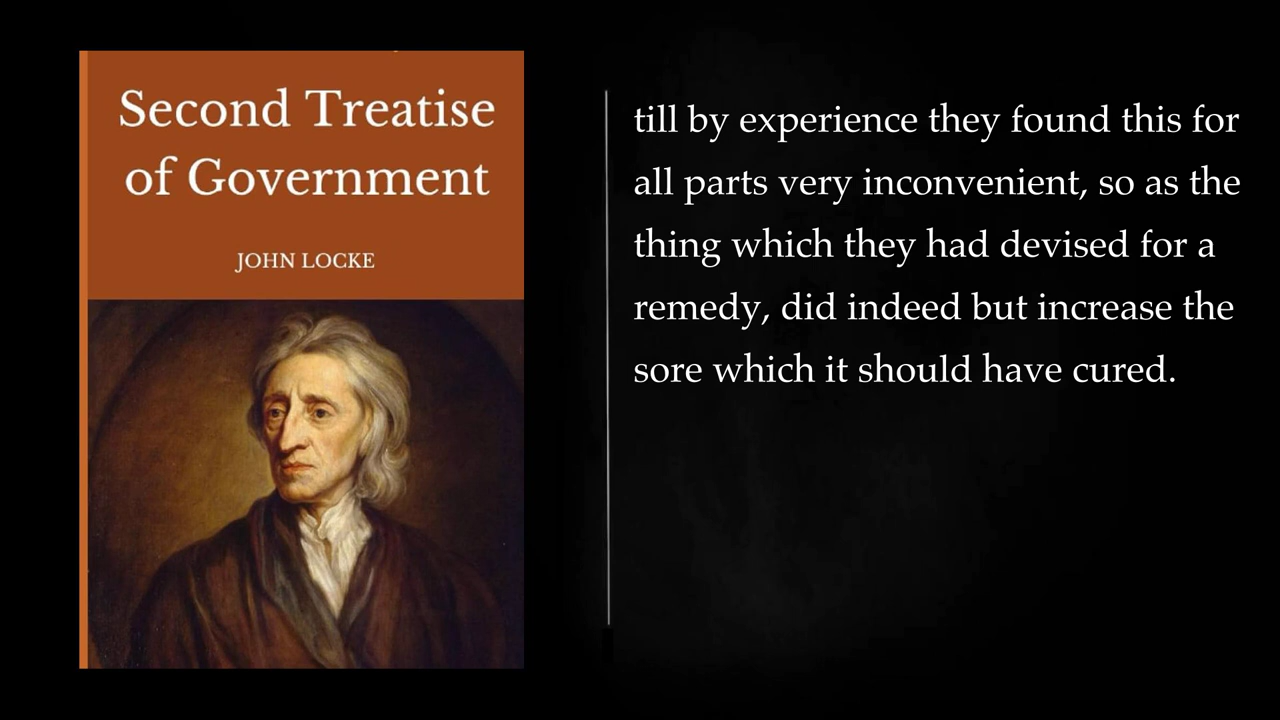 Second Treatise
of Government
JOHN LOCKE
till by experience they found this for
all parts very inconvenient, so as the
thing which they had devised for a
remedy, did indeed but increase the
sore which it should have cured.